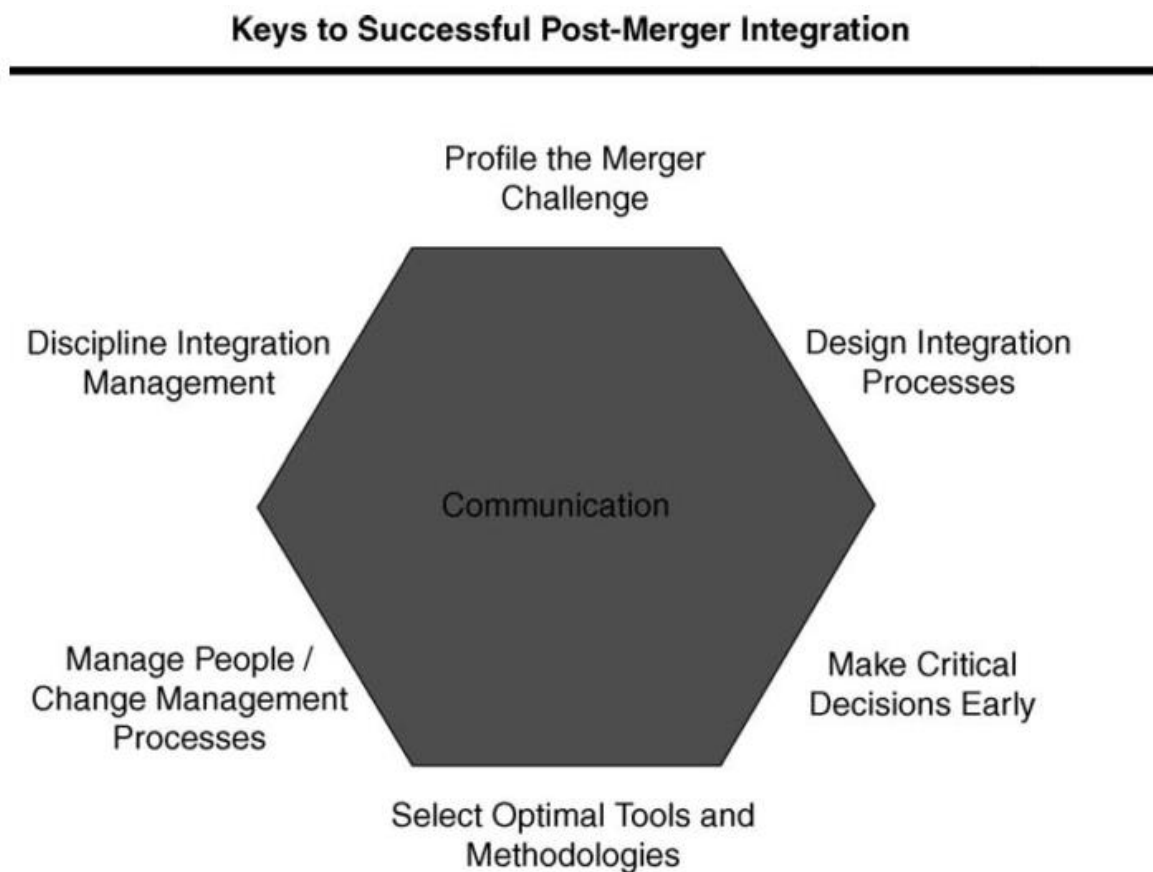 Keys to Successful Post-Merger Integration
Profile the Merger
Challenge
Discipline Integration
Management
Design Integration
Processes
Communication
Manage People /
Change Management
Processes
Make Critical
Decisions Early
Select Optimal Tools and
Methodologies